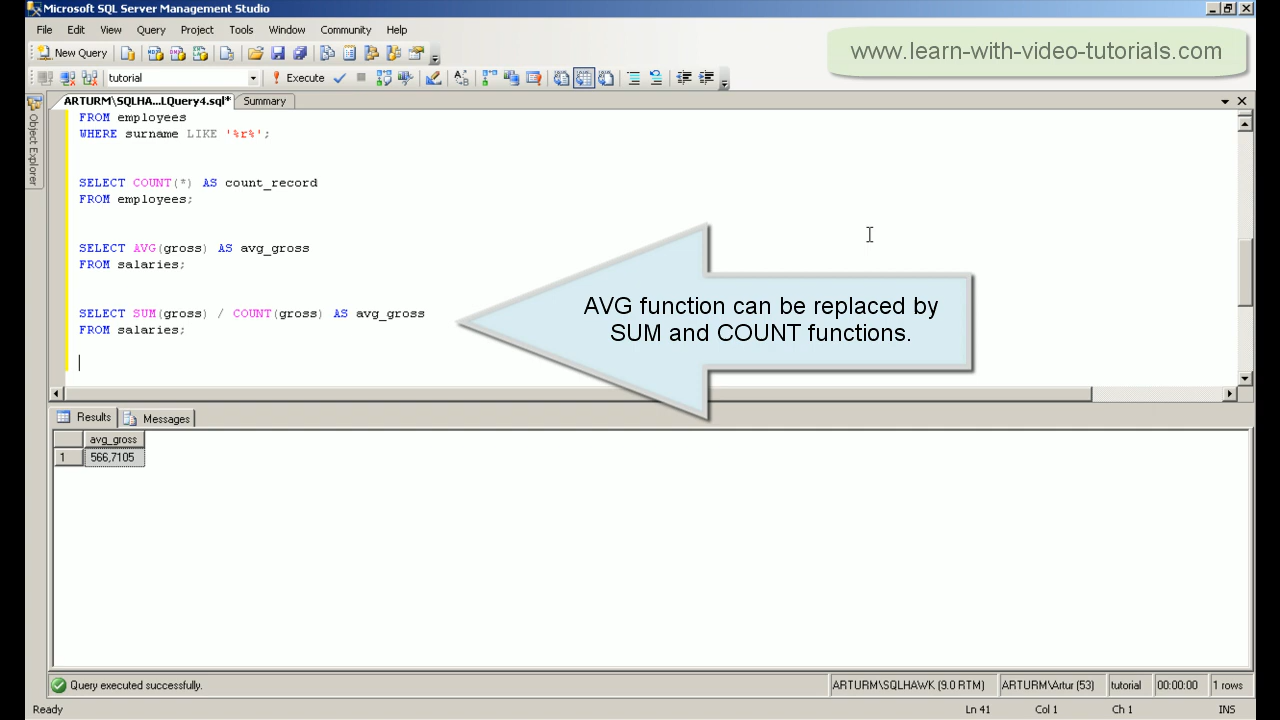 Microsoft SQL Server Management Studio
File Edit View Query Project Tools Window Community Help
www.learn-with-video-tutorials.com
New Query
tutorial Execute
ARTURM\SQLHA...LQuery4.sql* Summary
Object Explorer
FROM employees
WHERE surname LIKE '%r%';
SELECT COUNT(*) AS count_record
FROM employees;
SELECT AVG(gross) AS avg_gross
FROM salaries;
SELECT SUM(gross) / COUNT(gross) AS avg_gross
FROM salaries;
AVG function can be replaced by
SUM and COUNT functions.
Results Messages
avg_gross
1 566,7105
Query executed successfully. ARTURM\SQLHAWK (9.0 RTM) ARTURM\Artur (53) tutorial 00:00:00 1 rows
Ready Ln 41 Col 1 Ch 1 INS